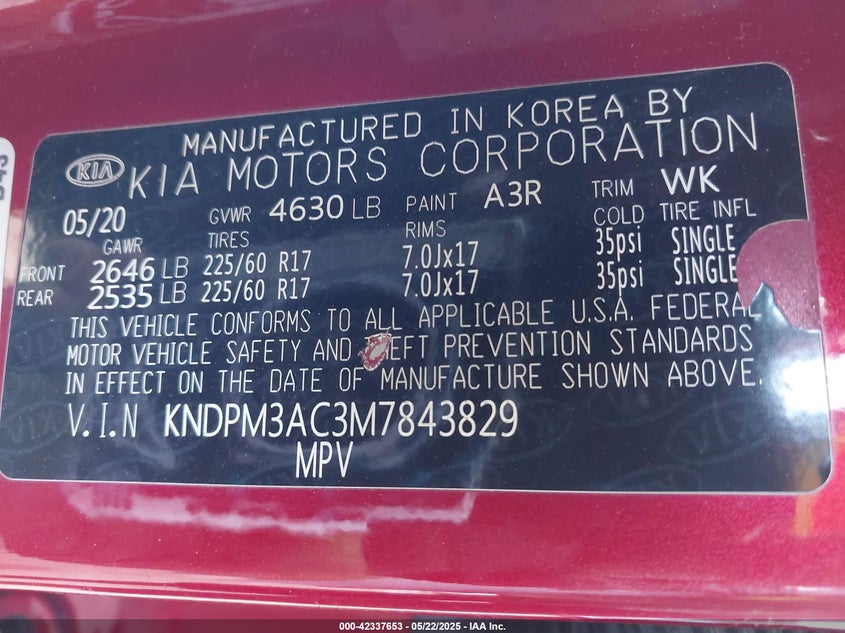 MANUFACTURED IN KOREA BY
KIA KIA MOTORS CORPORATION
05/20 GVWR 4630 LB PAINT A3R TRIM WK
GAWR TIRES RIMS COLD TIRE INFL
FRONT 2646 LB 225/60 R17 7.0Jx17 35psi SINGLE
REAR 2535 LB 225/60 R17 7.0Jx17 35psi SINGLE
THIS VEHICLE CONFORMS TO ALL APPLICABLE U.S.A. FEDERAL
MOTOR VEHICLE SAFETY AND EFT PREVENTION STANDARDS
IN EFFECT ON THE DATE OF MANUFACTURE SHOWN ABOVE.
V.I.N KNDPM3AC3M7843829
MPV
000-42337653 - 05/22/2025 - IAA Inc.